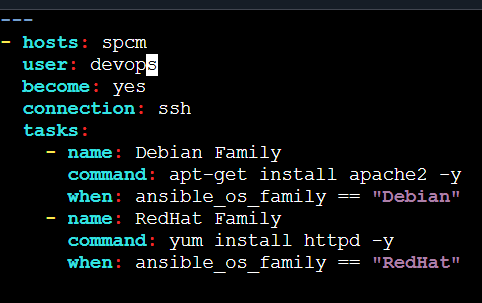 ---
- hosts: spcm
  user: devops
  become: yes
  connection: ssh
  tasks:
    - name: Debian Family
      command: apt-get install apache2 -y
      when: ansible_os_family == "Debian"
    - name: RedHat Family
      command: yum install httpd -y
      when: ansible_os_family == "RedHat"